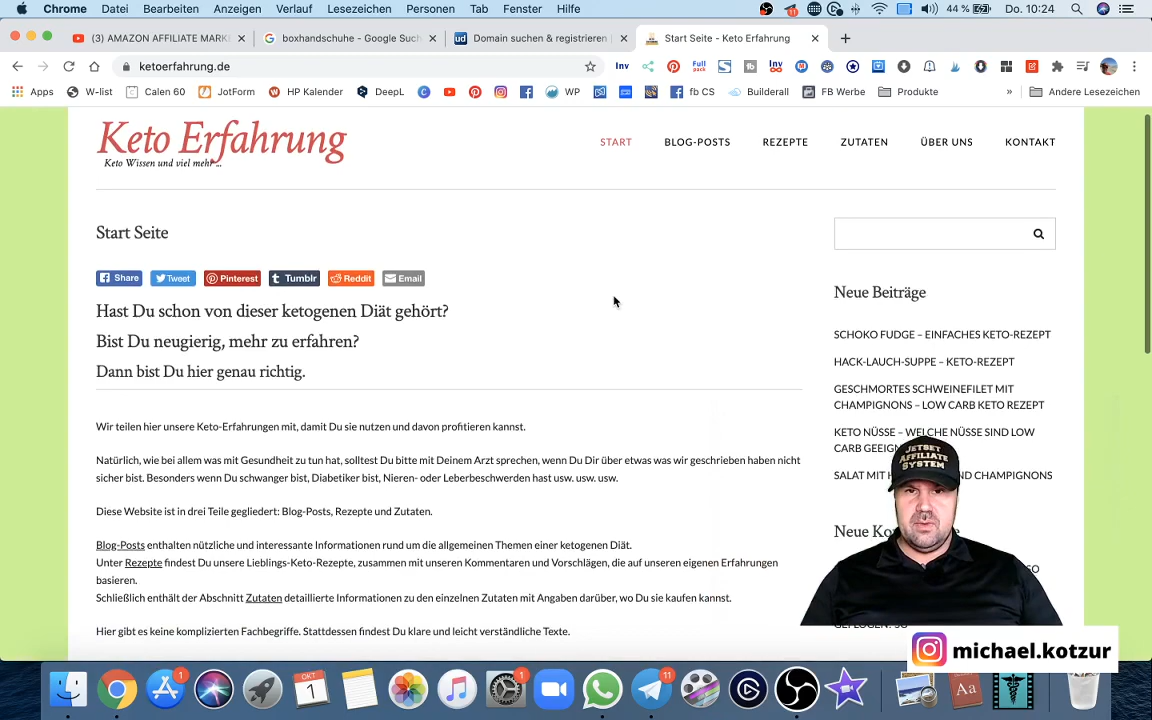 Chrome Datei Bearbeiten Anzeigen Verlauf Lesezeichen Personen Tab Fenster Hilfe 44 % Do. 10:24
(3) AMAZON AFFILIATE MARK
boxhandschuhe - Google Such
Domain suchen & registrieren
Start Seite - Keto Erfahrung
ketoerfahrung.de
Apps W-list Calen 60 JotForm HP Kalender DeepL WP fb CS Builderall FB Werbe Produkte » Andere Lesezeichen
Keto Erfahrung
Keto Wissen und viel mehr ...
START BLOG-POSTS REZEPTE ZUTATEN ÜBER UNS KONTAKT
Start Seite
Share Tweet Pinterest Tumblr Reddit Email
Hast Du schon von dieser ketogenen Diät gehört?
Bist Du neugierig, mehr zu erfahren?
Dann bist Du hier genau richtig.
Wir teilen hier unsere Keto-Erfahrungen mit, damit Du sie nutzen und davon profitieren kannst.
Natürlich, wie bei allem was mit Gesundheit zu tun hat, solltest Du bitte mit Deinem Arzt sprechen, wenn Du Dir über etwas was wir geschrieben haben nicht
sicher bist. Besonders wenn Du schwanger bist, Diabetiker bist, Nieren- oder Leberbeschwerden hast usw. usw. usw.
Diese Website ist in drei Teile gegliedert: Blog-Posts, Rezepte und Zutaten.
Blog-Posts enthalten nützliche und interessante Informationen rund um die allgemeinen Themen einer ketogenen Diät.
Unter Rezepte findest Du unsere Lieblings-Keto-Rezepte, zusammen mit unseren Kommentaren und Vorschlägen, die auf unseren eigenen Erfahrungen
basieren.
Schließlich enthält der Abschnitt Zutaten detaillierte Informationen zu den einzelnen Zutaten mit Angaben darüber, wo Du sie kaufen kannst.
Hier gibt es keine komplizierten Fachbegriffe. Stattdessen findest Du klare und leicht verständliche Texte.
Neue Beiträge
SCHOKO FUDGE – EINFACHES KETO-REZEPT
HACK-LAUCH-SUPPE – KETO-REZEPT
GESCHMORTES SCHWEINEFILET MIT
CHAMPIGNONS – LOW CARB KETO REZEPT
KETO NÜSSE – WELCHE NÜSSE SIND LOW
CARB GEEIGN
SALAT MIT H ND CHAMPIGNONS
Neue Ko e
JETSET
AFFILIATE
SYSTEM
michael.kotzur